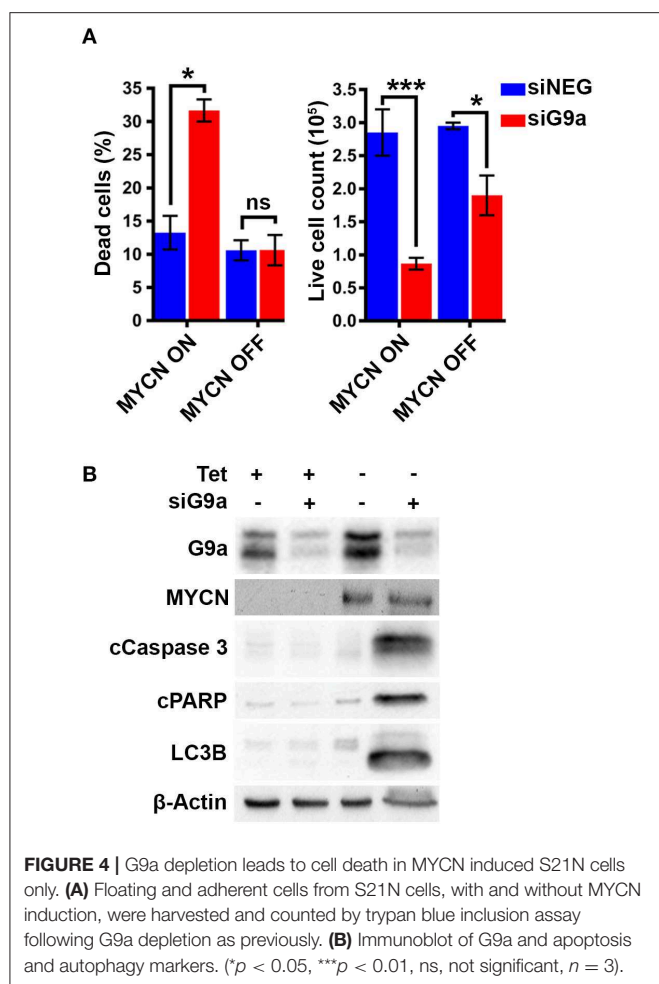 A
Dead cells (%)
35
30
25
20
15
10
5
0
*
ns
MYCN ON
MYCN OFF
Live cell count (10⁵)
3.5
3.0
2.5
2.0
1.5
1.0
0.5
0.0
***
*
MYCN ON
MYCN OFF
siNEG
siG9a
B
Tet + + - -
siG9a - + - +
G9a
MYCN
cCaspase 3
cPARP
LC3B
β-Actin
FIGURE 4 | G9a depletion leads to cell death in MYCN induced S21N cells
only. (A) Floating and adherent cells from S21N cells, with and without MYCN
induction, were harvested and counted by trypan blue inclusion assay
following G9a depletion as previously. (B) Immunoblot of G9a and apoptosis
and autophagy markers. (*p < 0.05, ***p < 0.01, ns, not significant, n = 3).